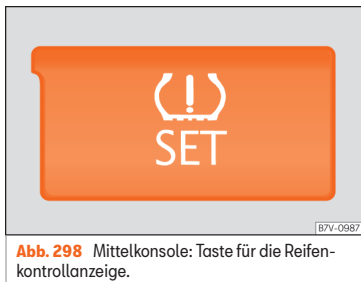 SET
B7V-0987
Abb. 298 Mittelkonsole: Taste für die Reifen-
kontrollanzeige.